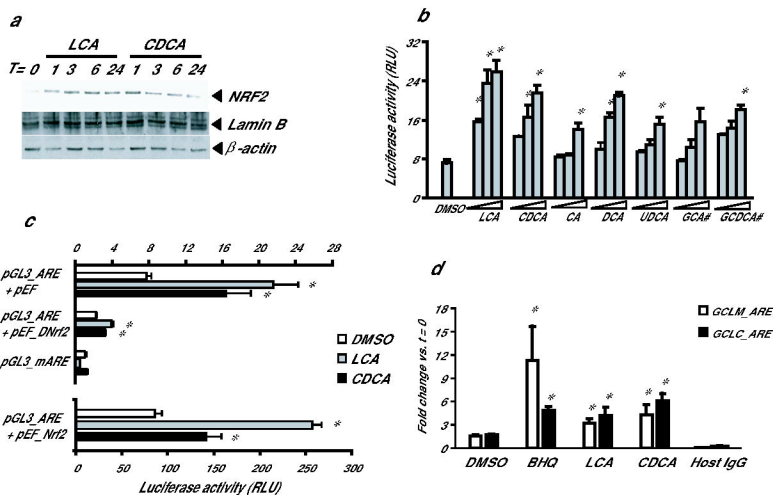 a
LCA CDCA
T= 0 1 3 6 24 1 3 6 24
NRF2
Lamin B
β-actin
b
Luciferase activity (RLU)
32
24
16
8
0
* * * * * * * * * *
DMSO LCA CDCA CA DCA UDCA GCA# GCDCA#
c
0 4 8 12 16 20 24 28
pGL3_ARE
+ pEF
*
*
pGL3_ARE
+ pEF_DNrf2
*
*
pGL3_mARE
DMSO
LCA
CDCA
pGL3_ARE
+ pEF_Nrf2
*
*
0 50 100 150 200 250 300
Luciferase activity (RLU)
d
Fold change vs. t = 0
18
15
12
9
6
3
0
GCLM_ARE
GCLC_ARE
* * * * * *
DMSO BHQ LCA CDCA Host IgG